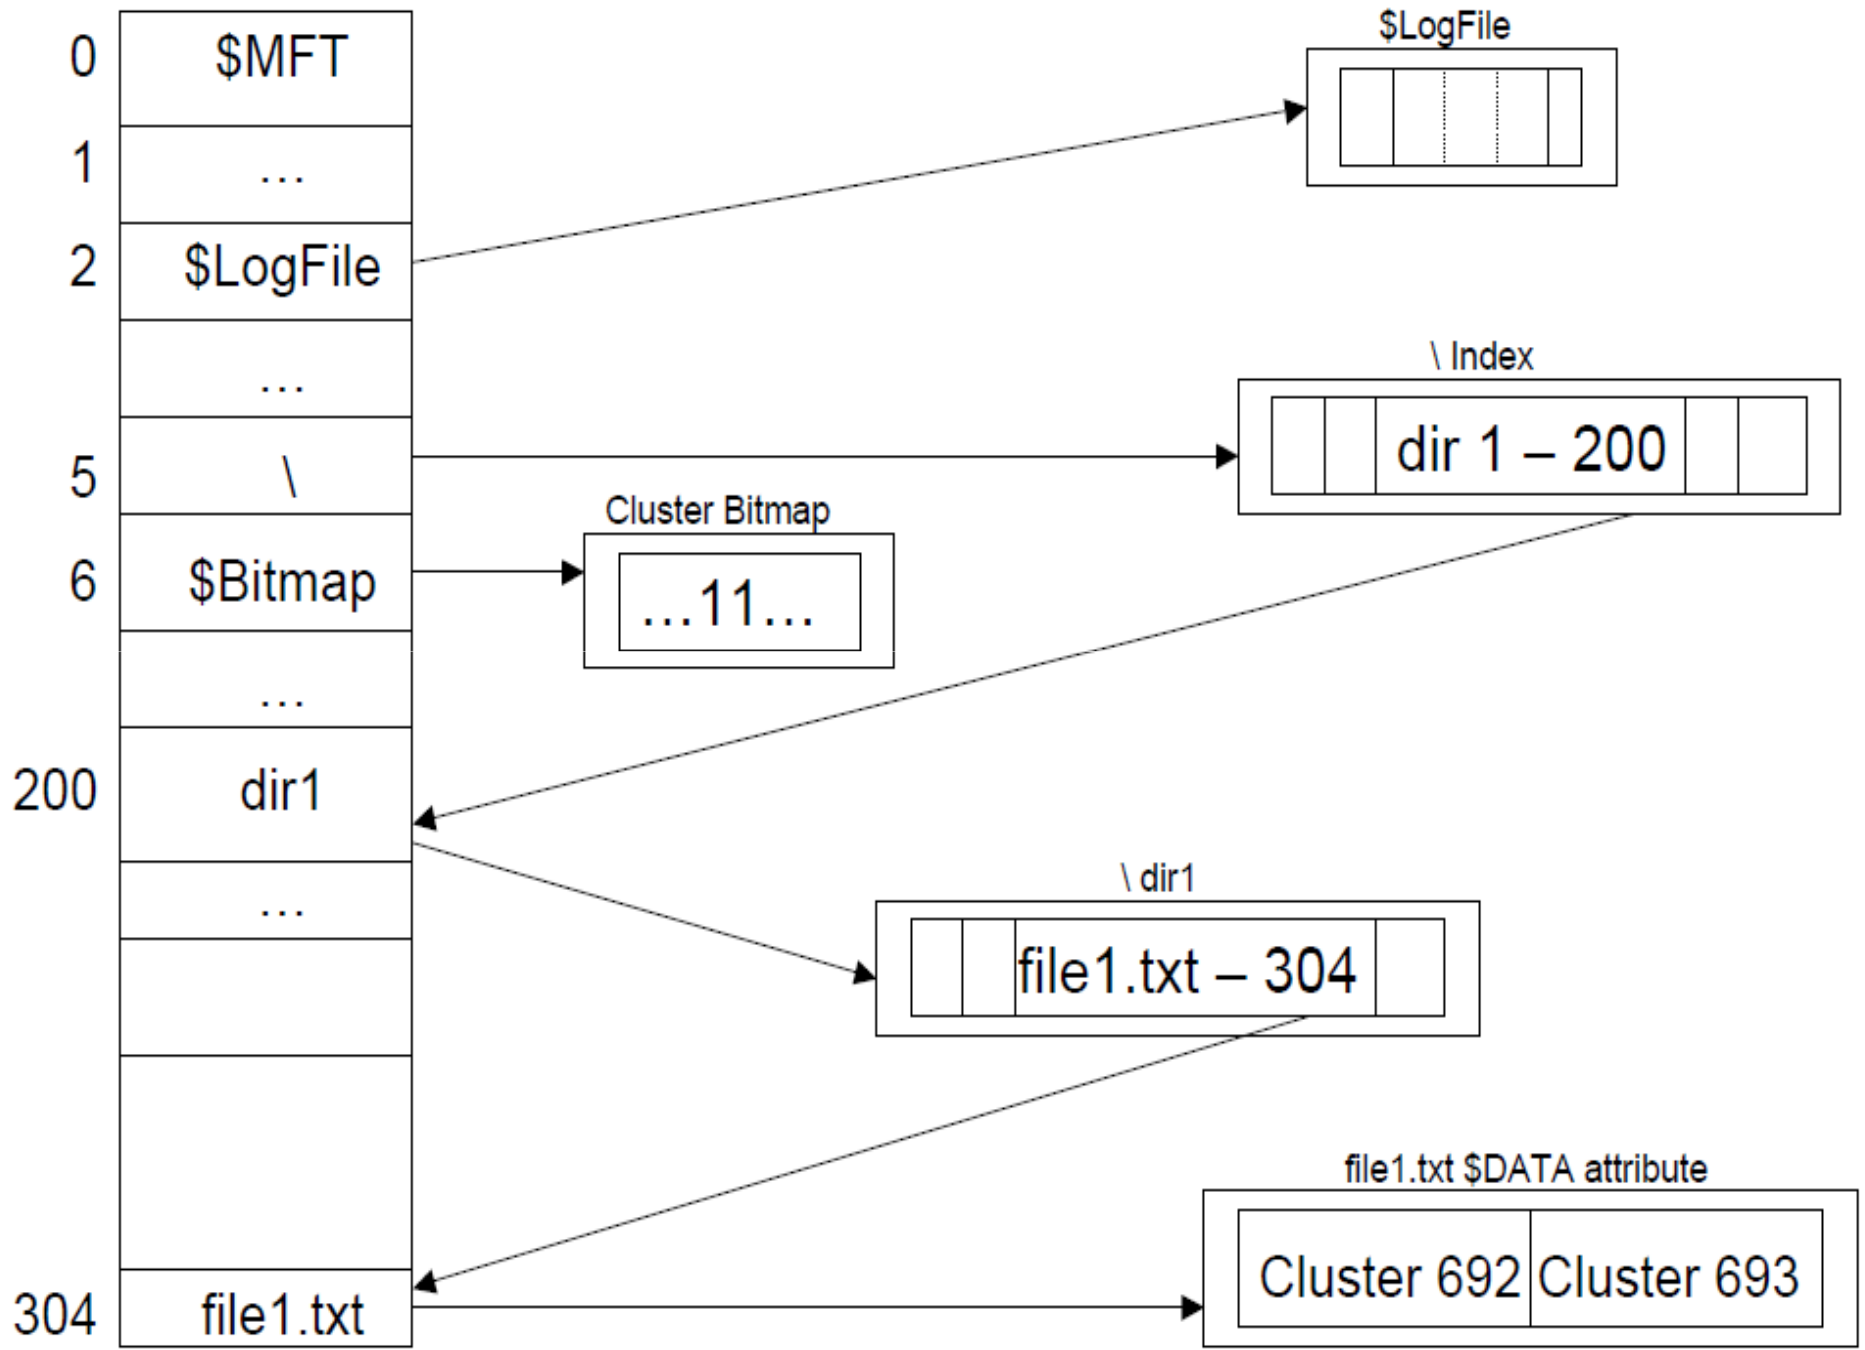 $LogFile
0 $MFT
1 ...
2 $LogFile
...
\ Index
dir 1 – 200
5 \
Cluster Bitmap
6 $Bitmap
...11...
...
200 dir1
\ dir1
...
file1.txt – 304
file1.txt $DATA attribute
Cluster 692 Cluster 693
304 file1.txt